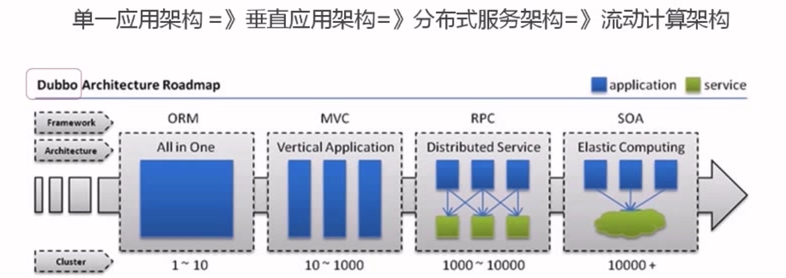 单一应用架构 =》垂直应用架构=》分布式服务架构=》流动计算架构
Dubbo Architecture Roadmap
application
service
Framework
ORM
MVC
RPC
SOA
Architecture
All in One
Vertical Application
Distributed Service
Elastic Computing
Cluster
1 ~ 10
10 ~ 1000
1000 ~ 10000
10000 +